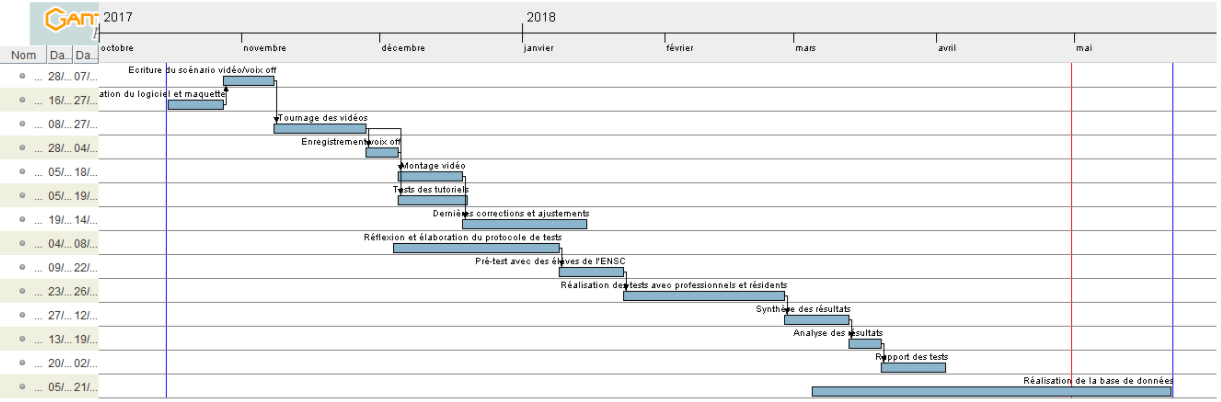 GANT
2017 2018
octobre novembre décembre janvier février mars avril mai
Nom Da... Da...
... 28/... 07/... Ecriture du scénario vidéo/voix off
... 16/... 27/... ation du logiciel et maquette
... 08/... 27/... Tournage des vidéos
... 28/... 04/... Enregistrement voix off
... 05/... 18/... Montage vidéo
... 05/... 19/... Tests des tutoriels
... 19/... 14/... Dernières corrections et ajustements
... 04/... 08/... Réflexion et élaboration du protocole de tests
... 09/... 22/... Pré-test avec des élèves de l'ENSC
... 23/... 26/... Réalisation des tests avec professionnels et résidents
... 27/... 12/... Synthèse des résultats
... 13/... 19/... Analyse des résultats
... 20/... 02/... Rapport des tests
... 05/... 21/... Réalisation de la base de données